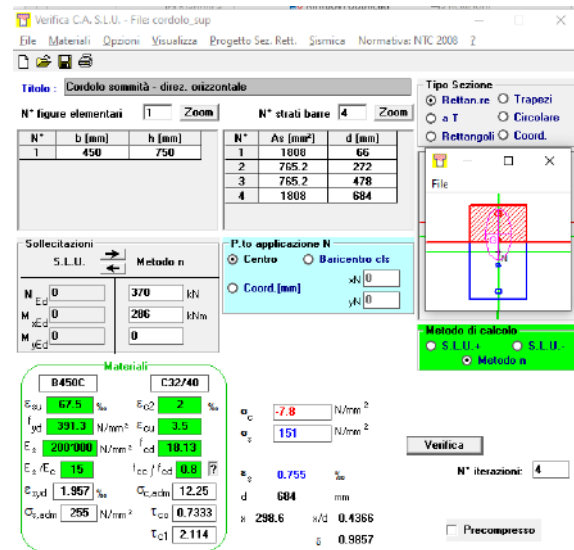 Verifica C.A. S.L.U. - File: cordolo_sup
File Materiali Opzioni Visualizza Progetto Sez. Rett. Sismica Normativa: NTC 2008 ?
Titolo : Cordolo sommità - direz. orizzontale
N° figure elementari 1 Zoom N° strati barre 4 Zoom
N° b [mm] h [mm]
1 450 750
N° As [mm²] d [mm]
1 1808 66
2 765.2 272
3 765.2 478
4 1808 684
Tipo Sezione
Rettan.re Trapezi
a T Circolare
Rettangoli Coord.
File
N
Sollecitazioni
S.L.U. Metodo n
N Ed 0 370 kN
M xEd 0 286 kNm
M yEd 0 0
P.to applicazione N
Centro Baricentro cls
Coord.[mm] xN 0
yN 0
Metodo di calcolo
S.L.U.+ S.L.U.-
Metodo n
Materiali
B450C C32/40
εsu 67.5 ‰ εc2 2 ‰
fyd 391.3 N/mm² εcu 3.5
Es 200'000 N/mm² fcd 18.13
Es/Ec 15 fcc/fcd 0.8 ?
εsyd 1.957 ‰ σc,adm 12.25
σs,adm 255 N/mm² τco 0.7333
τc1 2.114
σc -7.8 N/mm²
σs 151 N/mm²
εs 0.755 ‰
d 684 mm
x 298.6 x/d 0.4366
δ 0.9857
Verifica
N° iterazioni: 4
Precompresso